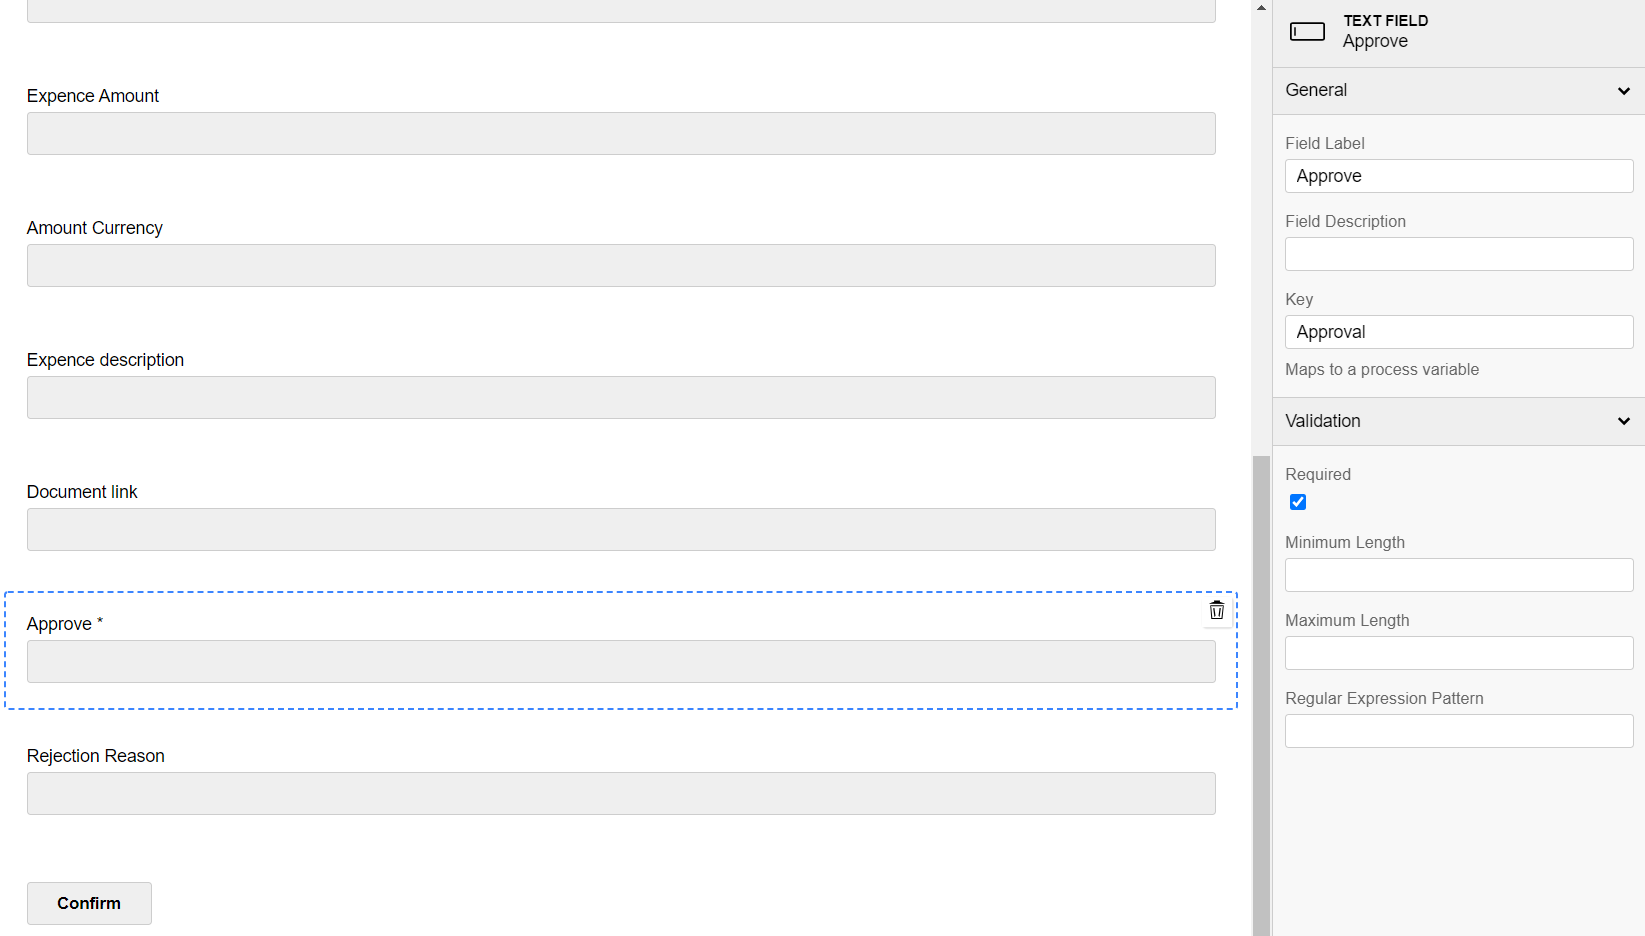 Expence Amount
Amount Currency
Expence description
Document link
Approve *
Rejection Reason
Confirm
TEXT FIELD
Approve
General
Field Label
Approve
Field Description
Key
Approval
Maps to a process variable
Validation
Required
Minimum Length
Maximum Length
Regular Expression Pattern